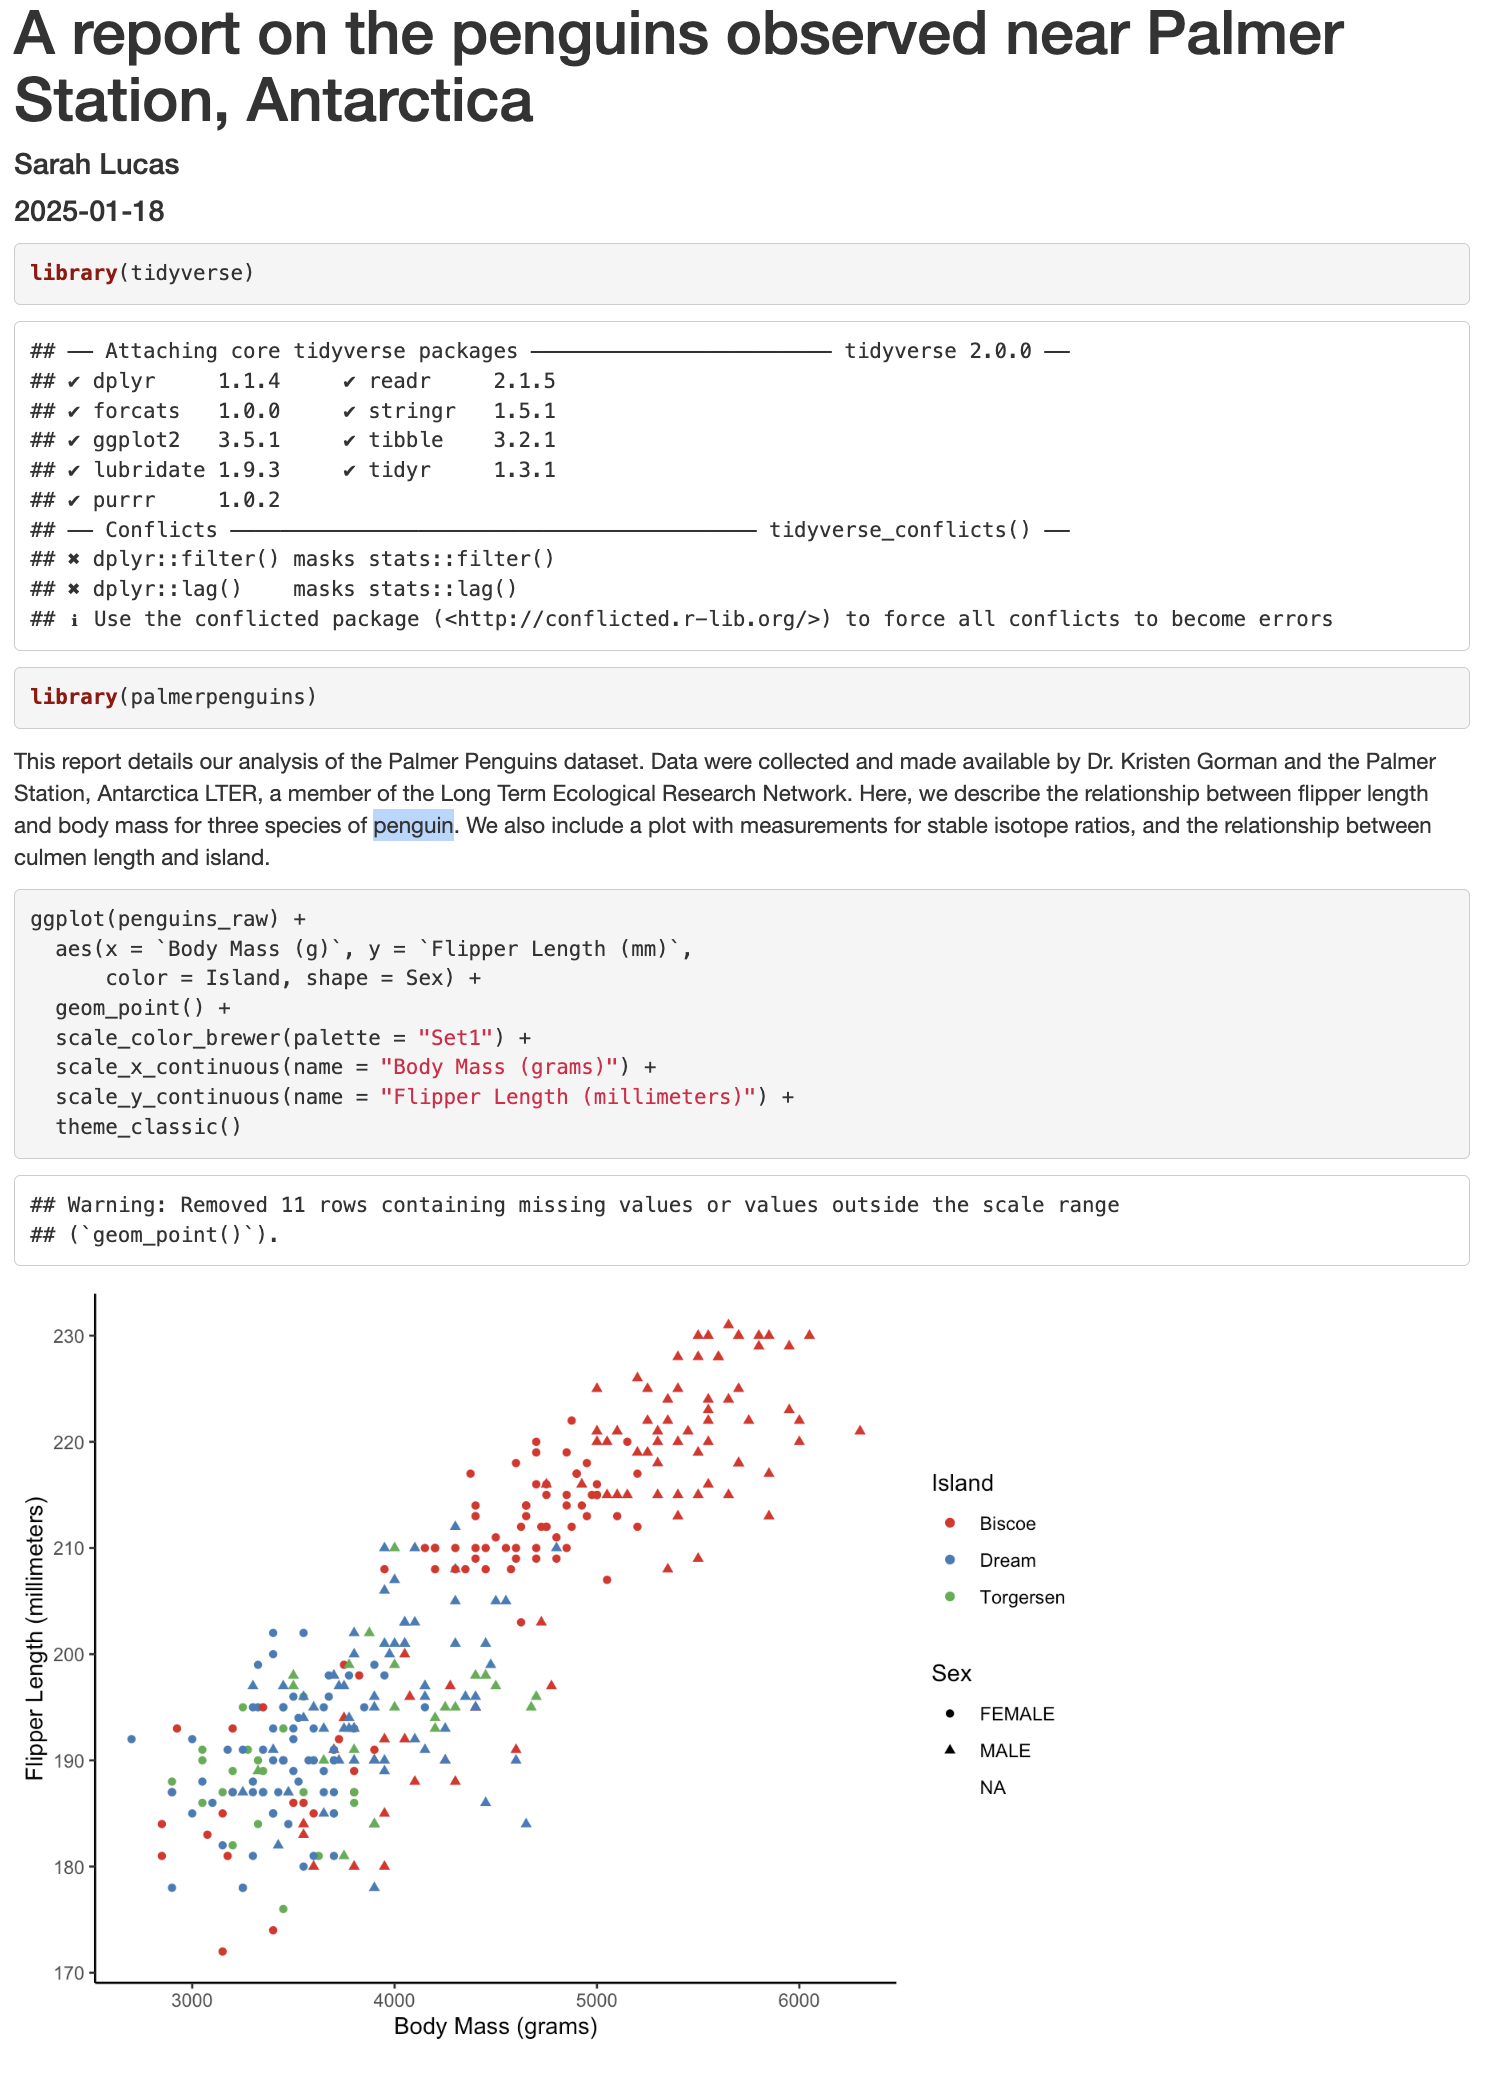 A report on the penguins observed near Palmer
Station, Antarctica
Sarah Lucas
2025-01-18
library(tidyverse)
## ── Attaching core tidyverse packages ──────────────────────── tidyverse 2.0.0 ──
## ✔ dplyr     1.1.4     ✔ readr     2.1.5
## ✔ forcats   1.0.0     ✔ stringr   1.5.1
## ✔ ggplot2   3.5.1     ✔ tibble    3.2.1
## ✔ lubridate 1.9.3     ✔ tidyr     1.3.1
## ✔ purrr     1.0.2
## ── Conflicts ────────────────────────────────────────── tidyverse_conflicts() ──
## ✖ dplyr::filter() masks stats::filter()
## ✖ dplyr::lag()    masks stats::lag()
## ℹ Use the conflicted package (<http://conflicted.r-lib.org/>) to force all conflicts to become errors
library(palmerpenguins)
This report details our analysis of the Palmer Penguins dataset. Data were collected and made available by Dr. Kristen Gorman and the Palmer
Station, Antarctica LTER, a member of the Long Term Ecological Research Network. Here, we describe the relationship between flipper length
and body mass for three species of penguin. We also include a plot with measurements for stable isotope ratios, and the relationship between
culmen length and island.
ggplot(penguins_raw) +
  aes(x = `Body Mass (g)`, y = `Flipper Length (mm)`,
      color = Island, shape = Sex) +
  geom_point() +
  scale_color_brewer(palette = "Set1") +
  scale_x_continuous(name = "Body Mass (grams)") +
  scale_y_continuous(name = "Flipper Length (millimeters)") +
  theme_classic()
## Warning: Removed 11 rows containing missing values or values outside the scale range
## (`geom_point()`).
Flipper Length (millimeters)
230
220
210
200
190
180
170
3000 4000 5000 6000
Body Mass (grams)
Island
Biscoe
Dream
Torgersen
Sex
FEMALE
MALE
NA